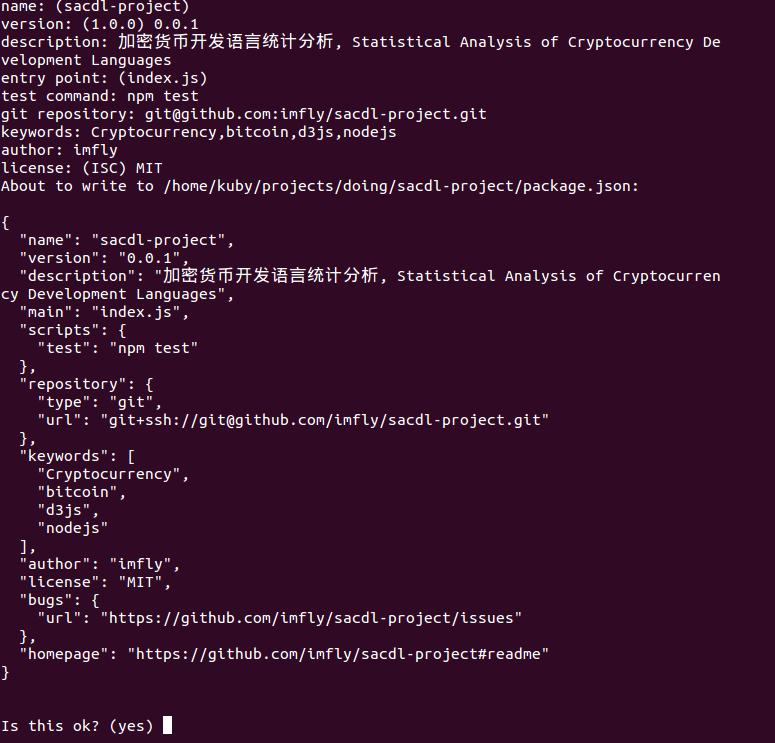 name: (sacdl-project)
version: (1.0.0) 0.0.1
description: 加密货币开发语言统计分析, Statistical Analysis of Cryptocurrency De
velopment Languages
entry point: (index.js)
test command: npm test
git repository: git@github.com:imfly/sacdl-project.git
keywords: Cryptocurrency,bitcoin,d3js,nodejs
author: imfly
license: (ISC) MIT
About to write to /home/kuby/projects/doing/sacdl-project/package.json:

{
  "name": "sacdl-project",
  "version": "0.0.1",
  "description": "加密货币开发语言统计分析, Statistical Analysis of Cryptocurren
cy Development Languages",
  "main": "index.js",
  "scripts": {
    "test": "npm test"
  },
  "repository": {
    "type": "git",
    "url": "git+ssh://git@github.com/imfly/sacdl-project.git"
  },
  "keywords": [
    "Cryptocurrency",
    "bitcoin",
    "d3js",
    "nodejs"
  ],
  "author": "imfly",
  "license": "MIT",
  "bugs": {
    "url": "https://github.com/imfly/sacdl-project/issues"
  },
  "homepage": "https://github.com/imfly/sacdl-project#readme"
}

Is this ok? (yes)